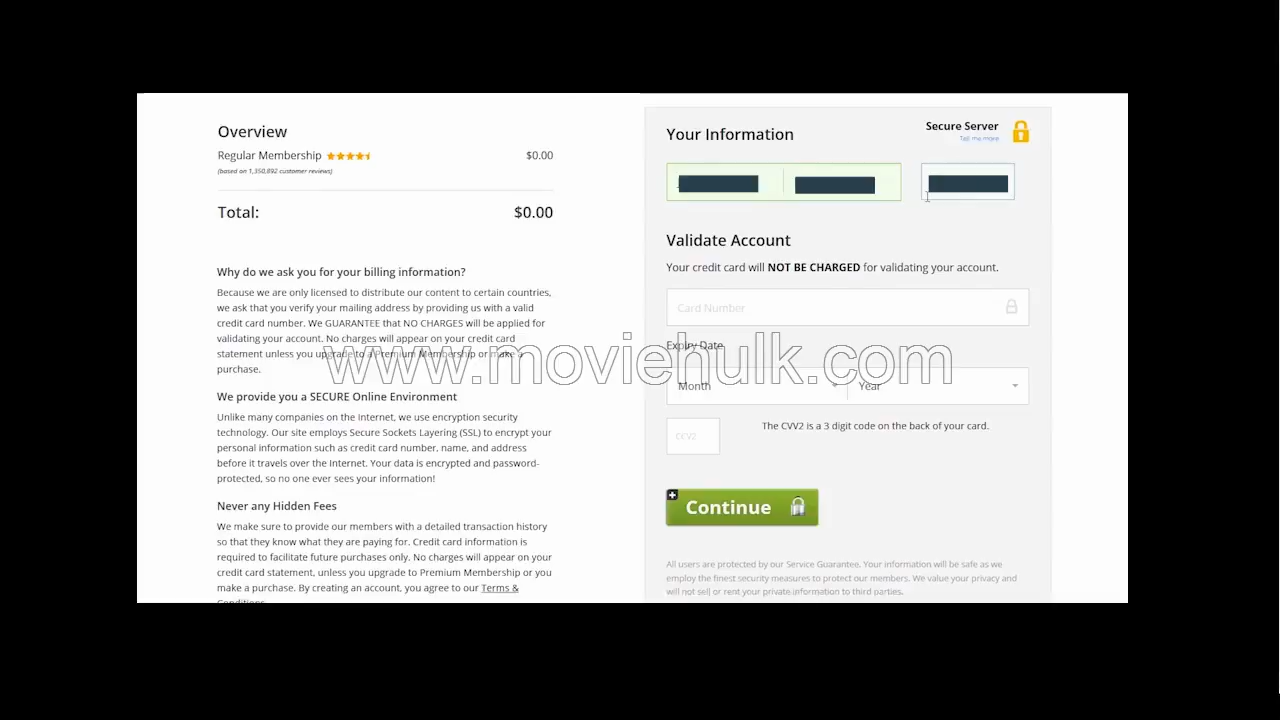 Overview
Regular Membership $0.00
(based on 1,350,892 customer reviews)
Total: $0.00
Why do we ask you for your billing information?
Because we are only licensed to distribute our content to certain countries,
we ask that you verify your mailing address by providing us with a valid
credit card number. We GUARANTEE that NO CHARGES will be applied for
validating your account. No charges will appear on your credit card
statement unless you upgrade to a Premium Membership or make a
purchase.
We provide you a SECURE Online Environment
Unlike many companies on the Internet, we use encryption security
technology. Our site employs Secure Sockets Layering (SSL) to encrypt your
personal information such as credit card number, name, and address
before it travels over the Internet. Your data is encrypted and password-
protected, so no one ever sees your information!
Never any Hidden Fees
We make sure to provide our members with a detailed transaction history
so that they know what they are paying for. Credit card information is
required to facilitate future purchases only. No charges will appear on your
credit card statement, unless you upgrade to Premium Membership or you
make a purchase. By creating an account, you agree to our Terms &
Conditions.
Your Information
Secure Server
Tell me more
Validate Account
Your credit card will NOT BE CHARGED for validating your account.
Card Number
Expiry Date
Month Year
CCV2
The CVV2 is a 3 digit code on the back of your card.
Continue
All users are protected by our Service Guarantee. Your information will be safe as we
employ the finest security measures to protect our members. We value your privacy and
will not sell or rent your private information to third parties.
www.moviehulk.com